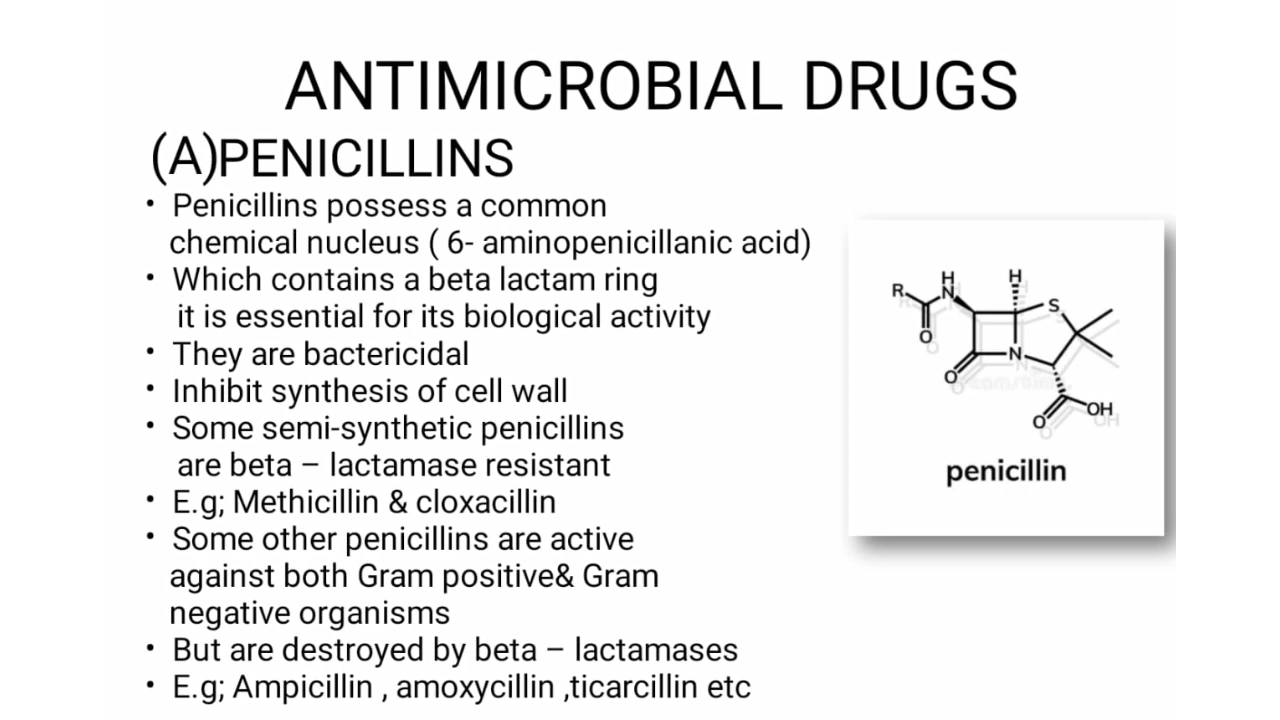 ANTIMICROBIAL DRUGS
(A)PENICILLINS
• Penicillins possess a common
chemical nucleus ( 6- aminopenicillanic acid)
• Which contains a beta lactam ring
it is essential for its biological activity
• They are bactericidal
• Inhibit synthesis of cell wall
• Some semi-synthetic penicillins
are beta – lactamase resistant
• E.g; Methicillin & cloxacillin
• Some other penicillins are active
against both Gram positive& Gram
negative organisms
• But are destroyed by beta – lactamases
• E.g; Ampicillin , amoxycillin ,ticarcillin etc
H H
R N S
O
N
O
O OH
penicillin